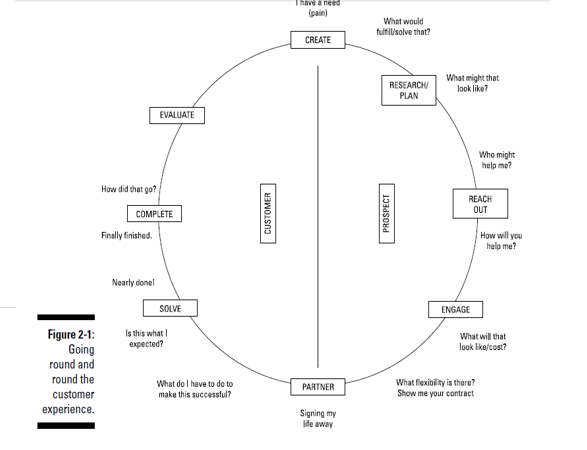 I have a need
(pain)
CREATE
What would
fulfill/solve that?
RESEARCH/
PLAN
What might that
look like?
Who might
help me?
REACH
OUT
How will you
help me?
ENGAGE
What will that
look like/cost?
What flexibility is there?
Show me your contract
PARTNER
Signing my
life away
What do I have to do to
make this successful?
Is this what I
expected?
SOLVE
Nearly done!
Finally finished.
COMPLETE
How did that go?
EVALUATE
CUSTOMER
PROSPECT
Figure 2-1:
Going
round and
round the
customer
experience.